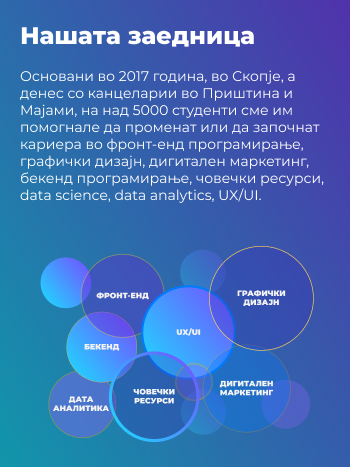 Нашата заедница
Основани во 2017 година, во Скопје, а
денес со канцеларии во Приштина и
Мајами, на над 5000 студенти сме им
помогнале да променат или да започнат
кариера во фронт-енд програмирање,
графички дизајн, дигитален маркетинг,
бекенд програмирање, човечки ресурси,
data science, data analytics, UX/UI.
ФРОНТ-ЕНД
ГРАФИЧКИ
ДИЗАЈН
UX/UI
БЕКЕНД
ДАТА
АНАЛИТИКА
ЧОВЕЧКИ
РЕСУРСИ
ДИГИТАЛЕН
МАРКЕТИНГ